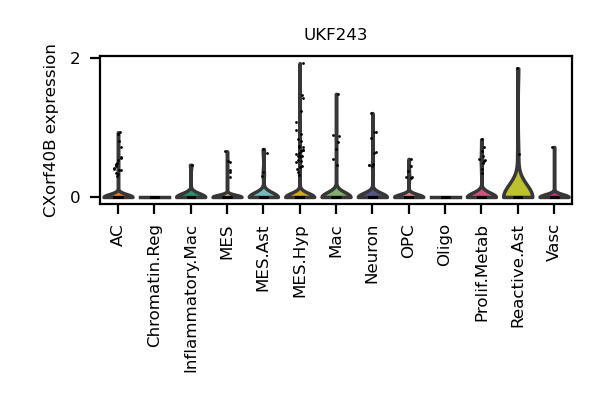 UKF243
CXorf40B expression
2
0
AC
Chromatin.Reg
Inflammatory.Mac
MES
MES.Ast
MES.Hyp
Mac
Neuron
OPC
Oligo
Prolif.Metab
Reactive.Ast
Vasc